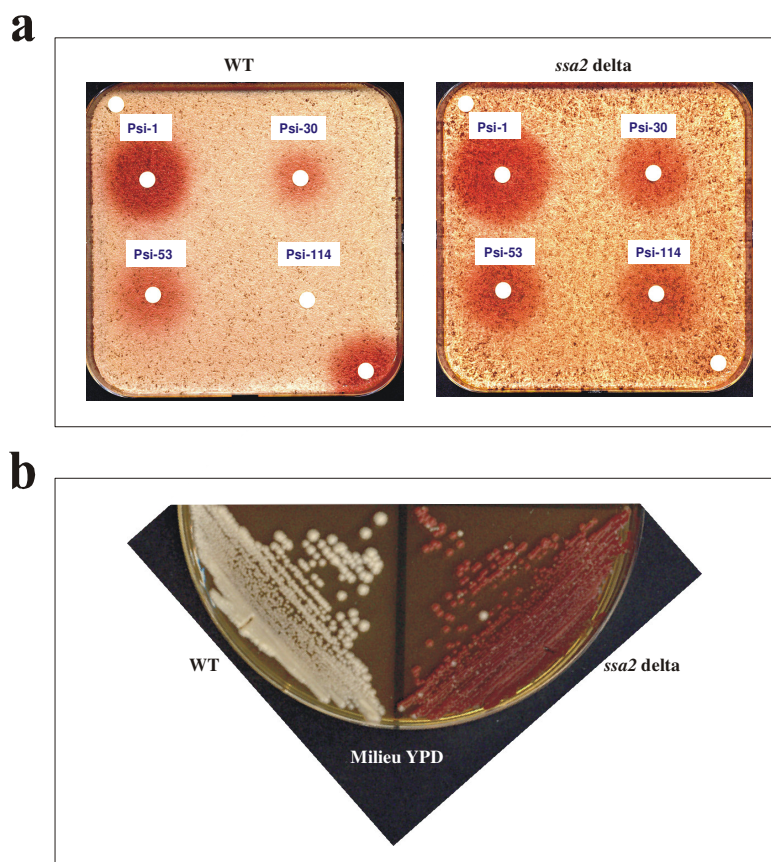 a
WT
ssa2 delta
Psi-1
Psi-30
Psi-1
Psi-30
Psi-53
Psi-114
Psi-53
Psi-114
b
WT
ssa2 delta
Milieu YPD